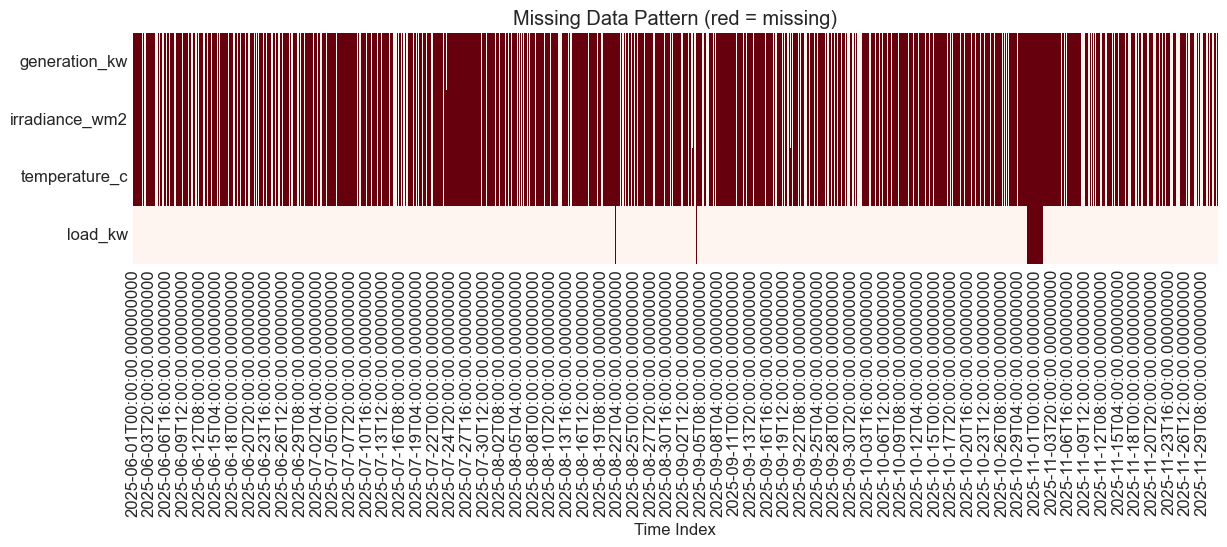 Missing Data Pattern (red = missing)
generation_kw
irradiance_wm2
temperature_c
load_kw
2025-06-01T00:00:00.000000000
2025-06-03T20:00:00.000000000
2025-06-06T16:00:00.000000000
2025-06-09T12:00:00.000000000
2025-06-12T08:00:00.000000000
2025-06-15T04:00:00.000000000
2025-06-18T00:00:00.000000000
2025-06-20T20:00:00.000000000
2025-06-23T16:00:00.000000000
2025-06-26T12:00:00.000000000
2025-06-29T08:00:00.000000000
2025-07-02T04:00:00.000000000
2025-07-05T00:00:00.000000000
2025-07-07T20:00:00.000000000
2025-07-10T16:00:00.000000000
2025-07-13T12:00:00.000000000
2025-07-16T08:00:00.000000000
2025-07-19T04:00:00.000000000
2025-07-22T00:00:00.000000000
2025-07-24T20:00:00.000000000
2025-07-27T16:00:00.000000000
2025-07-30T12:00:00.000000000
2025-08-02T08:00:00.000000000
2025-08-05T04:00:00.000000000
2025-08-08T00:00:00.000000000
2025-08-10T20:00:00.000000000
2025-08-13T16:00:00.000000000
2025-08-16T12:00:00.000000000
2025-08-19T08:00:00.000000000
2025-08-22T04:00:00.000000000
2025-08-25T00:00:00.000000000
2025-08-27T20:00:00.000000000
2025-08-30T16:00:00.000000000
2025-09-02T12:00:00.000000000
2025-09-05T08:00:00.000000000
2025-09-08T04:00:00.000000000
2025-09-11T00:00:00.000000000
2025-09-13T20:00:00.000000000
2025-09-16T16:00:00.000000000
2025-09-19T12:00:00.000000000
2025-09-22T08:00:00.000000000
2025-09-25T04:00:00.000000000
2025-09-28T00:00:00.000000000
2025-09-30T20:00:00.000000000
2025-10-03T16:00:00.000000000
2025-10-06T12:00:00.000000000
2025-10-09T08:00:00.000000000
2025-10-12T04:00:00.000000000
2025-10-15T00:00:00.000000000
2025-10-17T20:00:00.000000000
2025-10-20T16:00:00.000000000
2025-10-23T12:00:00.000000000
2025-10-26T08:00:00.000000000
2025-10-29T04:00:00.000000000
2025-11-01T00:00:00.000000000
2025-11-03T20:00:00.000000000
2025-11-06T16:00:00.000000000
2025-11-09T12:00:00.000000000
2025-11-12T08:00:00.000000000
2025-11-15T04:00:00.000000000
2025-11-18T00:00:00.000000000
2025-11-20T20:00:00.000000000
2025-11-23T16:00:00.000000000
2025-11-26T12:00:00.000000000
2025-11-29T08:00:00.000000000
Time Index